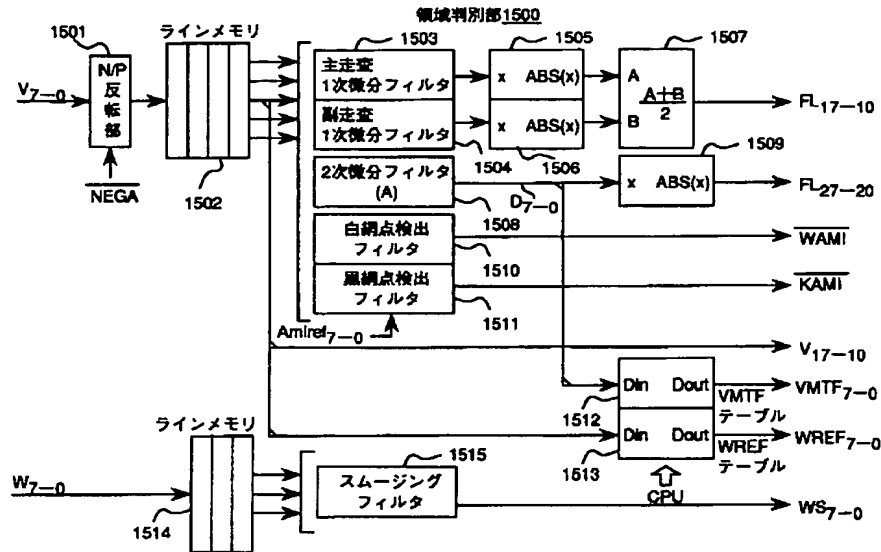 領域判別部1500
ラインメモリ
1501
N/P
反
転
部
V7—0
NEGA
1502
1503
主走査
1次微分フィルタ
副走査
1次微分フィルタ
1504
1505
x ABS(x)
x ABS(x)
1506
1507
A
A+B
2
B
FL17—10
1509
x ABS(x)
FL27—20
2次微分フィルタ
(A)
1508
D7—0
白網点検出
フィルタ
1510
WAMI
黒網点検出
フィルタ
1511
KAMI
Amiref7—0
V17—10
Din Dout
1512
VMTF
テーブル
VMTF7—0
Din Dout
1513
WREF
テーブル
WREF7—0
CPU
ラインメモリ
W7—0
1514
1515
スムージング
フィルタ
WS7—0